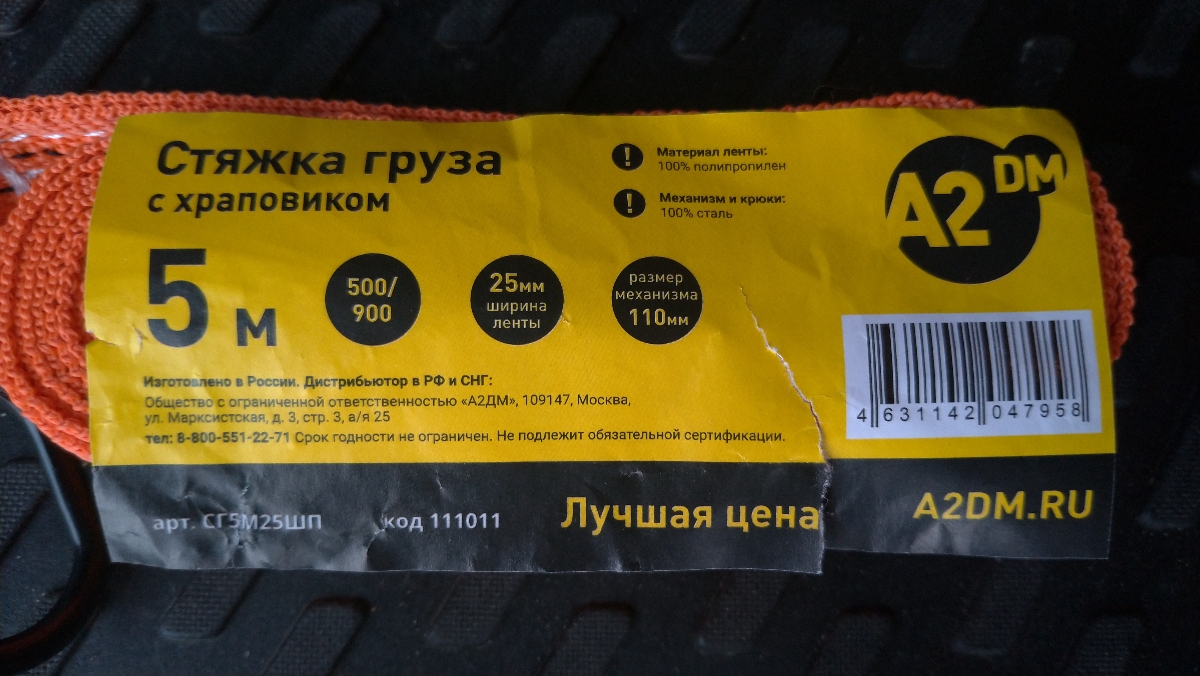 Стяжка груза
с храповиком
Материал ленты:
100% полипропилен
Механизм и крюки:
100% сталь
A2DM
5 м
500/
900
25мм
ширина
ленты
размер
механизма
110мм
Изготовлено в России. Дистрибьютор в РФ и СНГ:
Общество с ограниченной ответственностью «А2ДМ», 109147, Москва,
ул. Марксистская, д. 3, стр. 3, а/я 25
тел: 8-800-551-22-71 Срок годности не ограничен. Не подлежит обязательной сертификации.
4 631142 047958
арт. СГ5М25ШП
код 111011
Лучшая цена
A2DM.RU